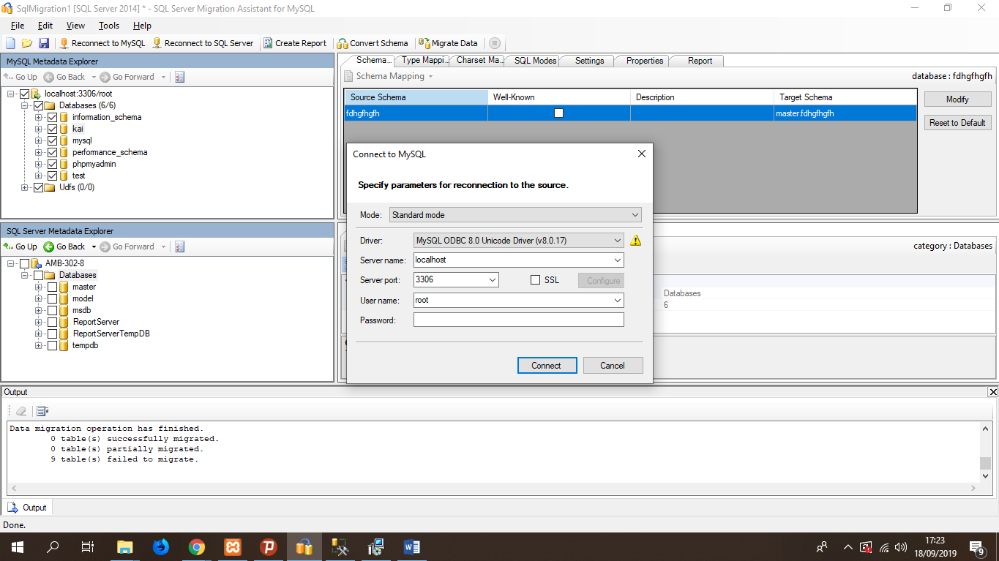 SqlMigration1 [SQL Server 2014] * - SQL Server Migration Assistant for MySQL
File Edit View Tools Help
Reconnect to MySQL Reconnect to SQL Server Create Report Convert Schema Migrate Data
MySQL Metadata Explorer
Go Up Go Back Go Forward
localhost:3306/root
Databases (6/6)
information_schema
kai
mysql
performance_schema
phpmyadmin
test
Udfs (0/0)
Schema... Type Mappi... Charset Ma... SQL Modes Settings Properties Report
Schema Mapping database : fdhgfhgfh
Source Schema Well-Known Description Target Schema
fdhgfhgfh master.fdhgfhgfh
Modify
Reset to Default
SQL Server Metadata Explorer
Go Up Go Back Go Forward
AMB-302-8
Databases
master
model
msdb
ReportServer
ReportServerTempDB
tempdb
category : Databases
Databases
6
Connect to MySQL
Specify parameters for reconnection to the source.
Mode: Standard mode
Driver: MySQL ODBC 8.0 Unicode Driver (v8.0.17)
Server name: localhost
Server port: 3306 SSL Configure
User name: root
Password:
Connect Cancel
Output
Data migration operation has finished.
0 table(s) successfully migrated.
0 table(s) partially migrated.
9 table(s) failed to migrate.
Output
Done.
17:23
18/09/2019
9